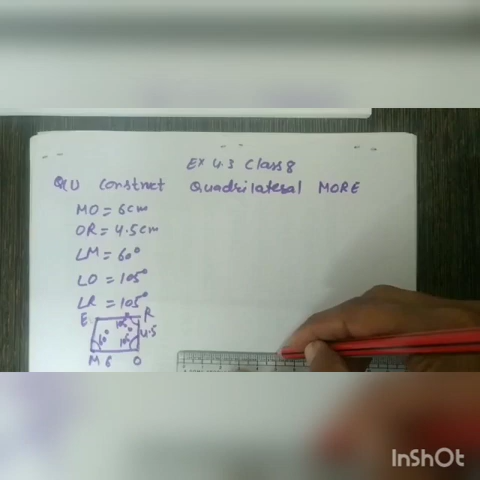 EX 4.3 Class 8
Q(1) Construct Quadrilateral MORE
MO = 6cm
OR = 4.5cm
∠M = 60°
∠O = 105°
∠R = 105°
E R
105°
60° 105° 4.5
M 6 O
InShOt